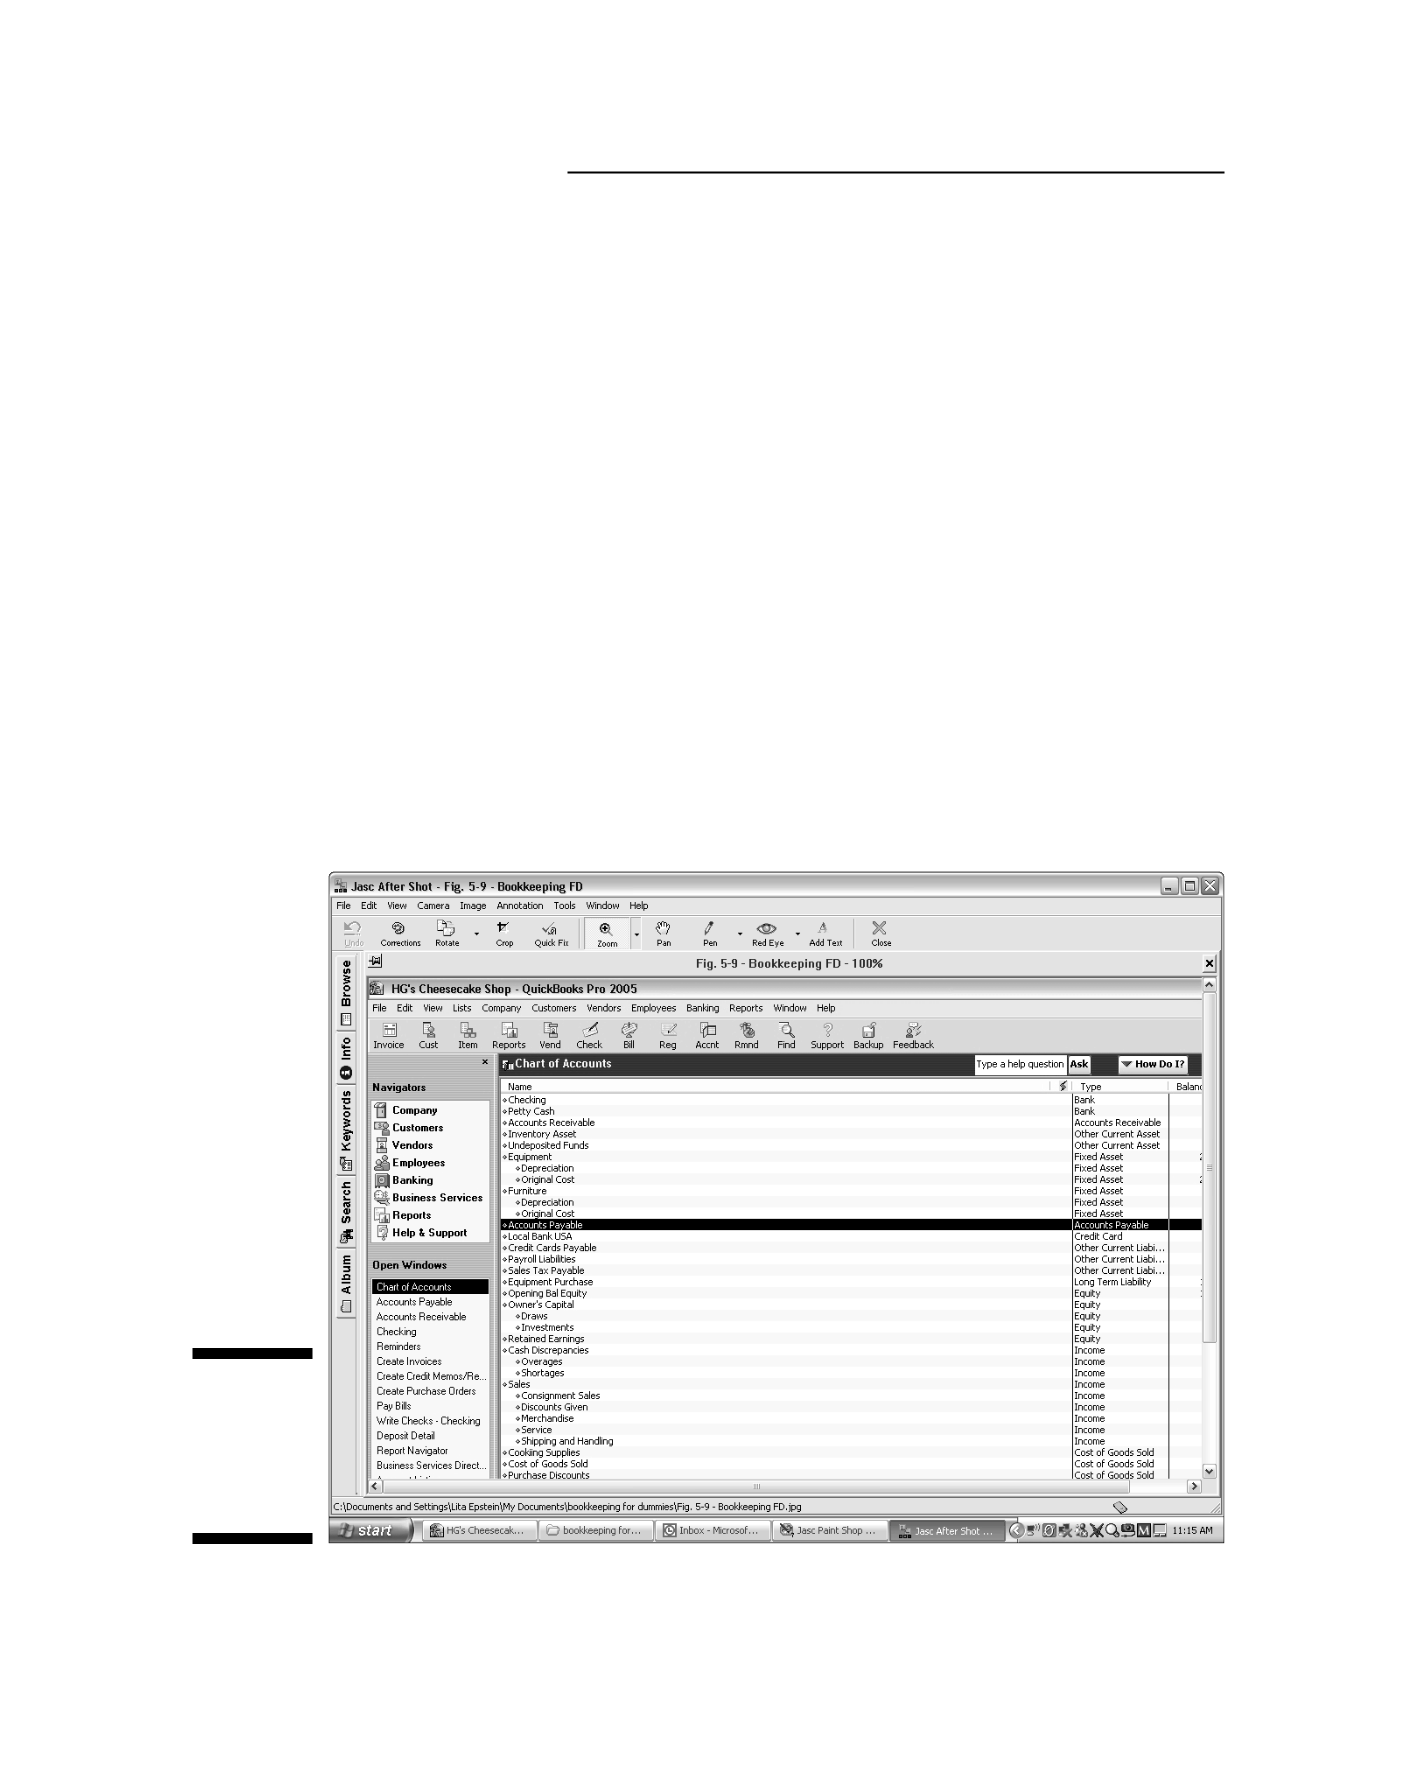 Jasc After Shot - Fig. 5-9 - Bookkeeping FD
File Edit View Camera Image Annotation Tools Window Help
Undo Corrections Rotate Crop Quick Fix Zoom Pan Pen Red Eye Add Text Close
Fig. 5-9 - Bookkeeping FD - 100%
Browse
Info
Keywords
Search
Album
HG's Cheesecake Shop - QuickBooks Pro 2005
File Edit View Lists Company Customers Vendors Employees Banking Reports Window Help
Invoice Cust Item Reports Vend Check Bill Reg Accnt Rmnd Find Support Backup Feedback
Navigators
Company
Customers
Vendors
Employees
Banking
Business Services
Reports
Help & Support
Open Windows
Chart of Accounts
Accounts Payable
Accounts Receivable
Checking
Reminders
Create Invoices
Create Credit Memos/Re...
Create Purchase Orders
Pay Bills
Write Checks - Checking
Deposit Detail
Report Navigator
Business Services Direct...
Chart of Accounts Type a help question Ask How Do I?
Name Type Balanc
Checking Bank
Petty Cash Bank
Accounts Receivable Accounts Receivable
Inventory Asset Other Current Asset
Undeposited Funds Other Current Asset
Equipment Fixed Asset
Depreciation Fixed Asset
Original Cost Fixed Asset
Furniture Fixed Asset
Depreciation Fixed Asset
Original Cost Fixed Asset
Accounts Payable Accounts Payable
Local Bank USA Credit Card
Credit Cards Payable Other Current Liabi...
Payroll Liabilities Other Current Liabi...
Sales Tax Payable Other Current Liabi...
Equipment Purchase Long Term Liability
Opening Bal Equity Equity
Owner's Capital Equity
Draws Equity
Investments Equity
Retained Earnings Equity
Cash Discrepancies Income
Overages Income
Shortages Income
Sales Income
Consignment Sales Income
Discounts Given Income
Merchandise Income
Service Income
Shipping and Handling Income
Cooking Supplies Cost of Goods Sold
Cost of Goods Sold Cost of Goods Sold
Purchase Discounts Cost of Goods Sold
C:\Documents and Settings\Lita Epstein\My Documents\bookkeeping for dummies\Fig. 5-9 - Bookkeeping FD.jpg
start HG's Cheesecak... bookkeeping for... Inbox - Microsof... Jasc Paint Shop ... Jasc After Shot ... 11:15 AM